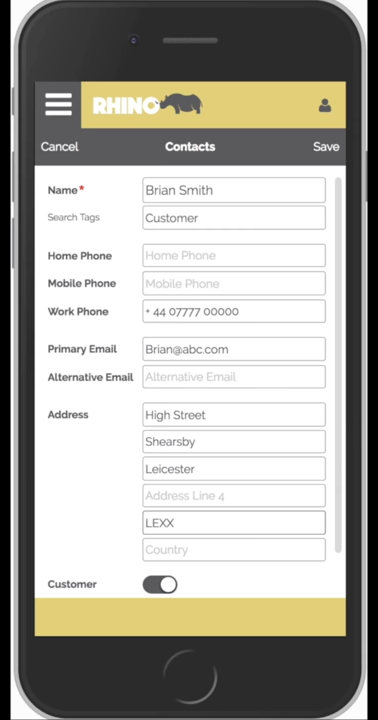 RHINO
Cancel Contacts Save
Name* Brian Smith
Search Tags Customer
Home Phone Home Phone
Mobile Phone Mobile Phone
Work Phone + 44 07777 00000
Primary Email Brian@abc.com
Alternative Email Alternative Email
Address High Street
Shearsby
Leicester
Address Line 4
LEXX
Country
Customer